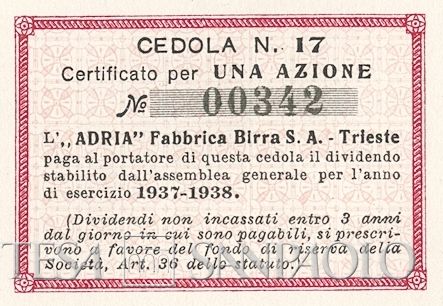 CEDOLA N. 17
Certificato per UNA AZIONE
No 00342
L' „ADRIA" Fabbrica Birra S. A. - Trieste
paga al portatore di questa cedola il dividendo
stabilito dall'assemblea generale per l'anno
di esercizio 1937-1938.
(Dividendi non incassati entro 3 anni
dal giorno in cui sono pagabili, si prescri-
vono a favore del fondo di riserva della
Società, Art. 36 dello statuto.)